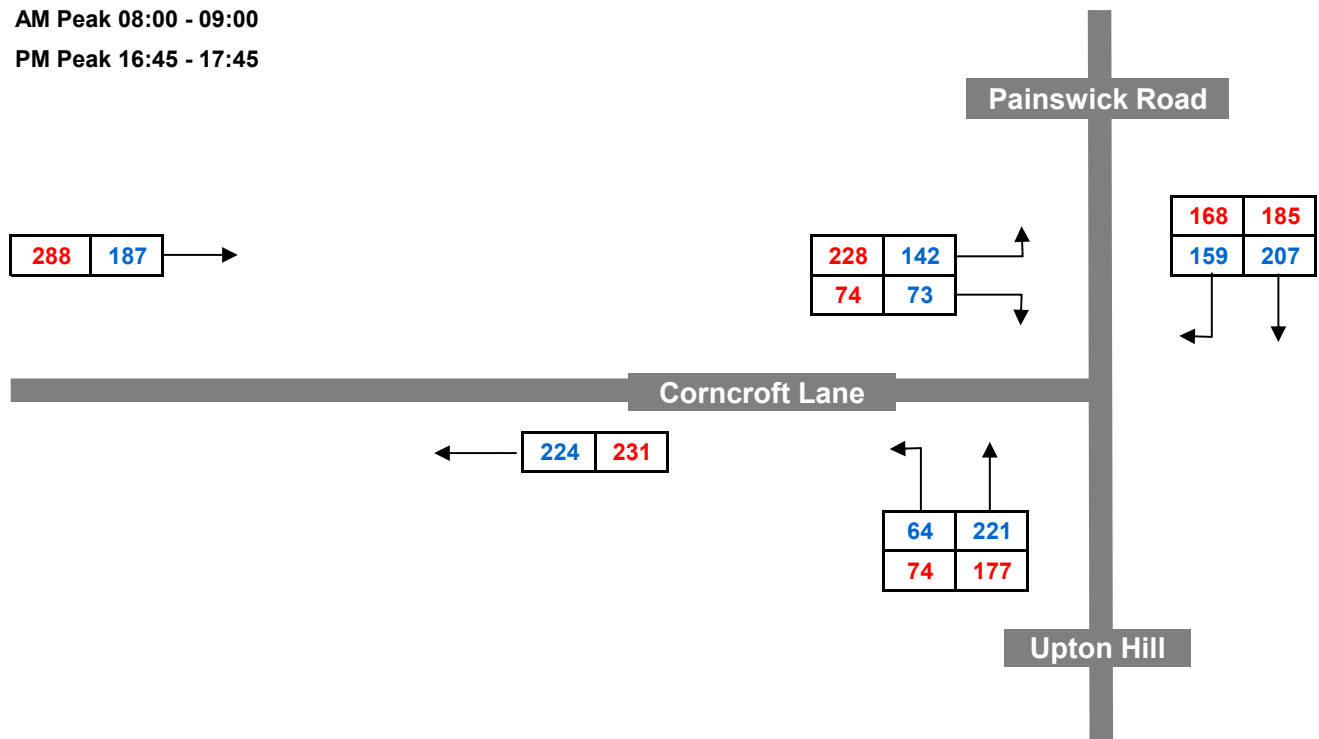 AM Peak 08:00 - 09:00
PM Peak 16:45 - 17:45
Painswick Road
168 185
159 207
288 187
228 142
74 73
Corncroft Lane
224 231
64 221
74 177
Upton Hill